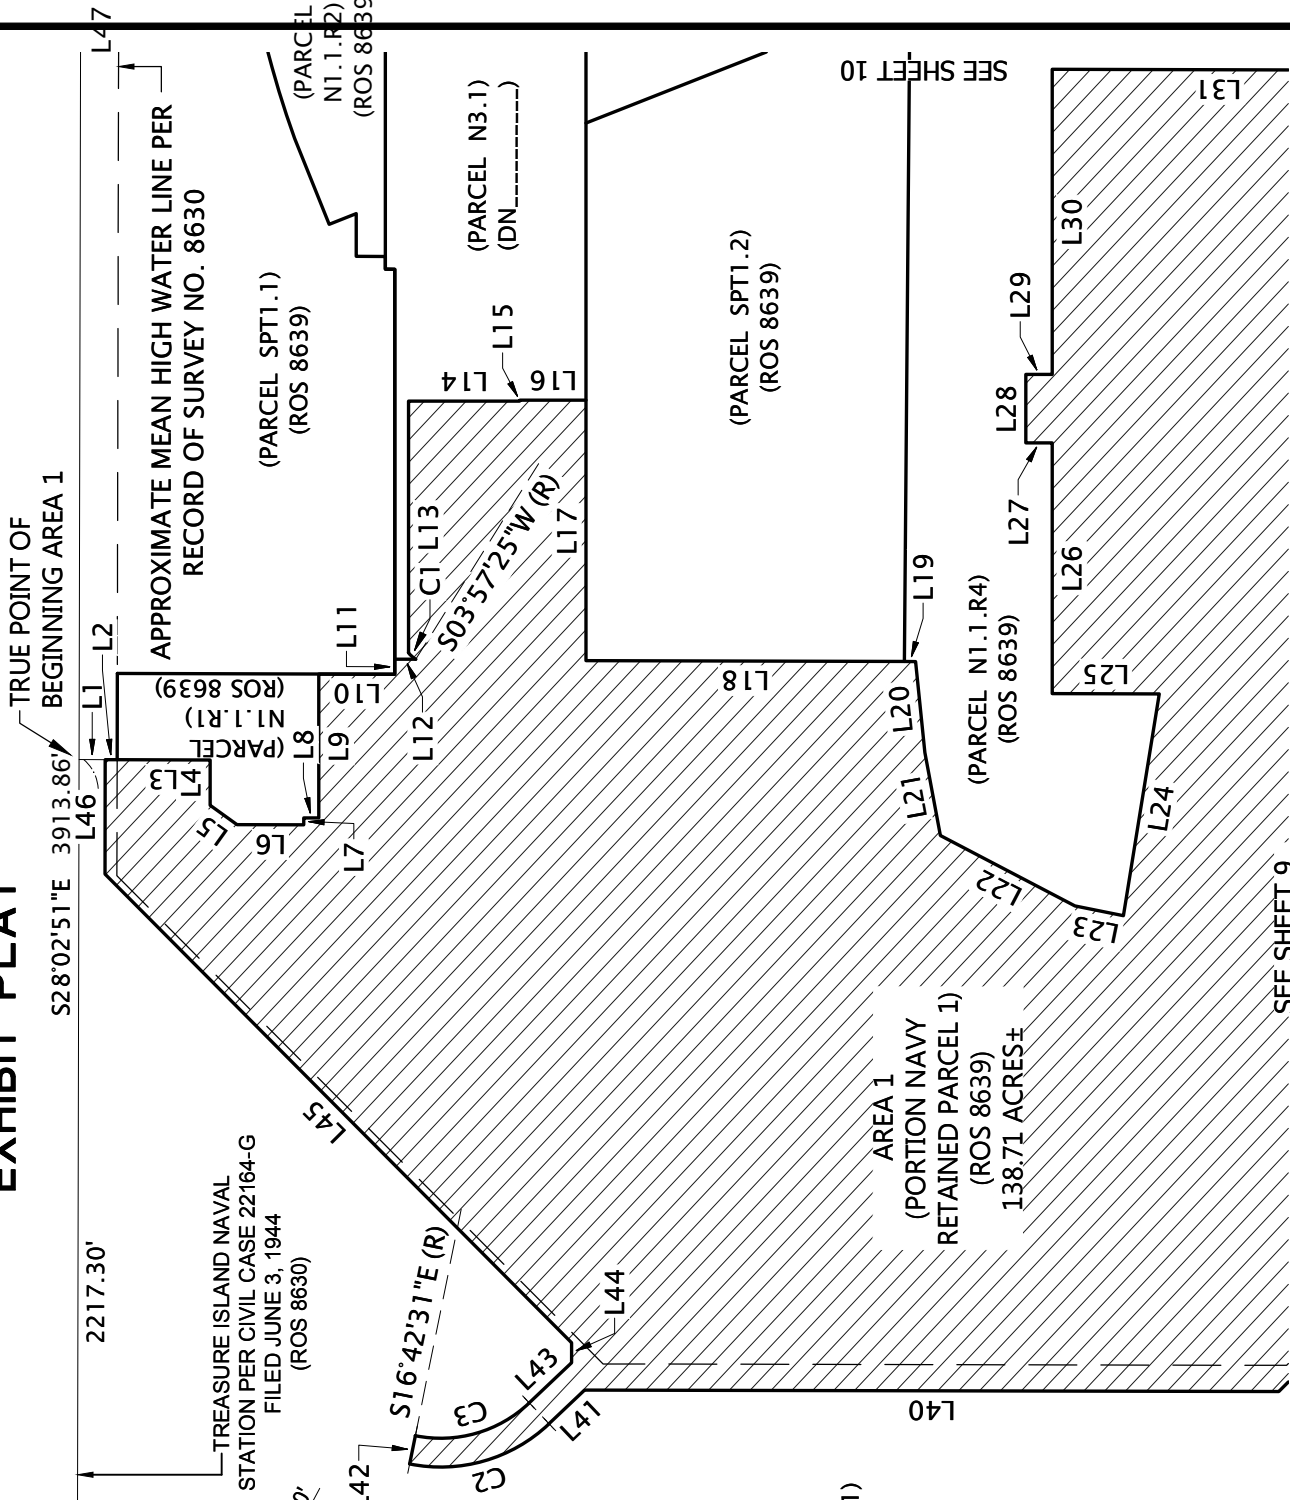 EXHIBIT PLAT
TRUE POINT OF
BEGINNING AREA 1
S28°02'51"E 3913.86'
2217.30'
TREASURE ISLAND NAVAL
STATION PER CIVIL CASE 22164-G
FILED JUNE 3, 1944
(ROS 8630)
APPROXIMATE MEAN HIGH WATER LINE PER
RECORD OF SURVEY NO. 8630
L47
(PARCEL
N1.1.R2)
(ROS 8639
(PARCEL SPT1.1)
(ROS 8639)
(PARCEL N3.1)
(DN__________)
(PARCEL SPT1.2)
(ROS 8639)
SEE SHEET 10
(PARCEL
N1.1.R1)
(ROS 8639)
(PARCEL N1.1.R4)
(ROS 8639)
AREA 1
(PORTION NAVY
RETAINED PARCEL 1)
(ROS 8639)
138.71 ACRES±
SEE SHEET 9
S03°57'25"W (R)
S16°42'31"E (R)
L1
L2
L3
L4
L5
L6
L7
L8
L9
L10
L11
L12
C1
L13
L14
L15
L16
L17
L18
L19
L20
L21
L22
L23
L24
L25
L26
L27
L28
L29
L30
L31
L40
L41
L42
L43
L44
L45
L46
C2
C3